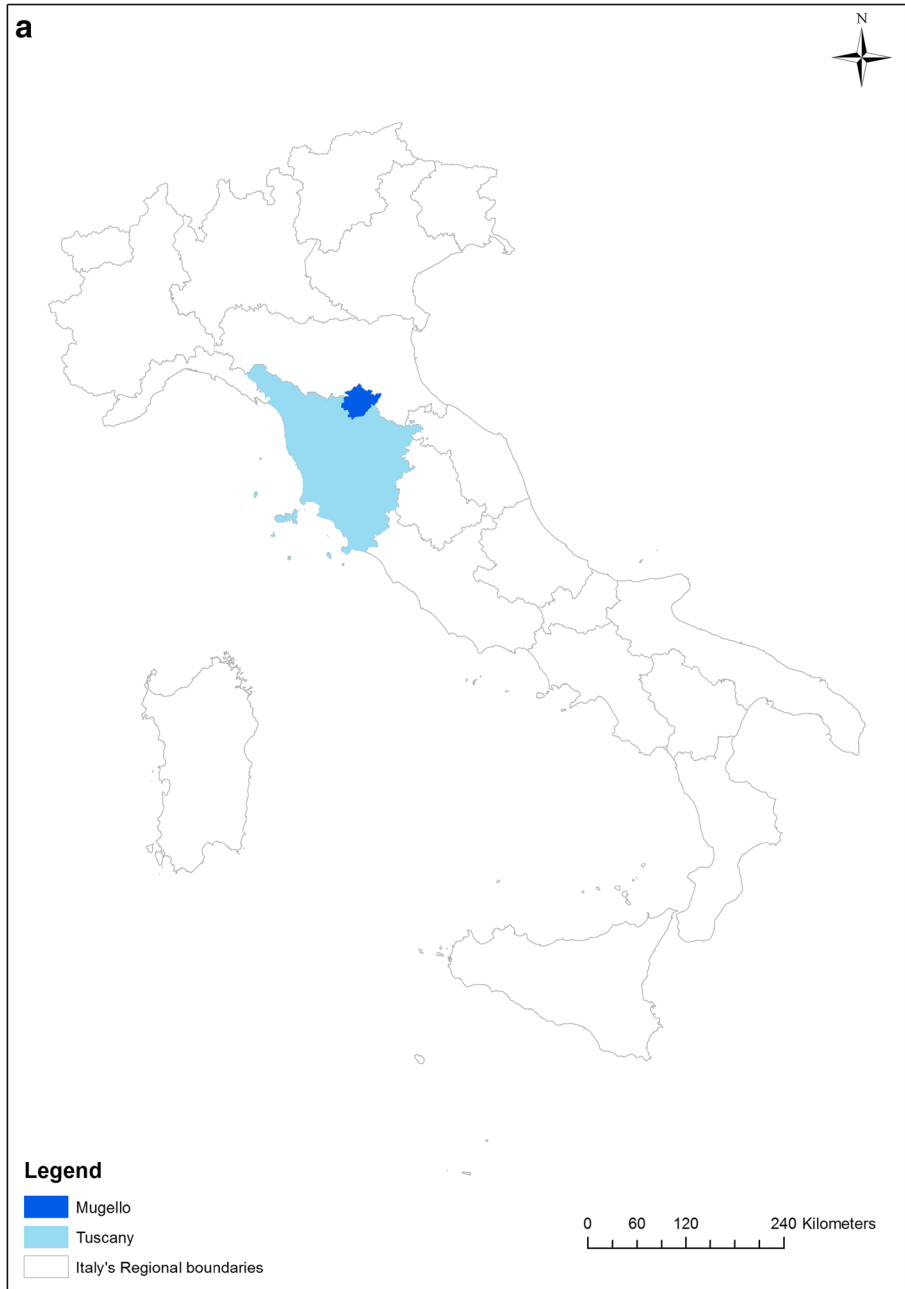 a
N
Legend
Mugello
Tuscany
Italy's Regional boundaries
0 60 120 240 Kilometers